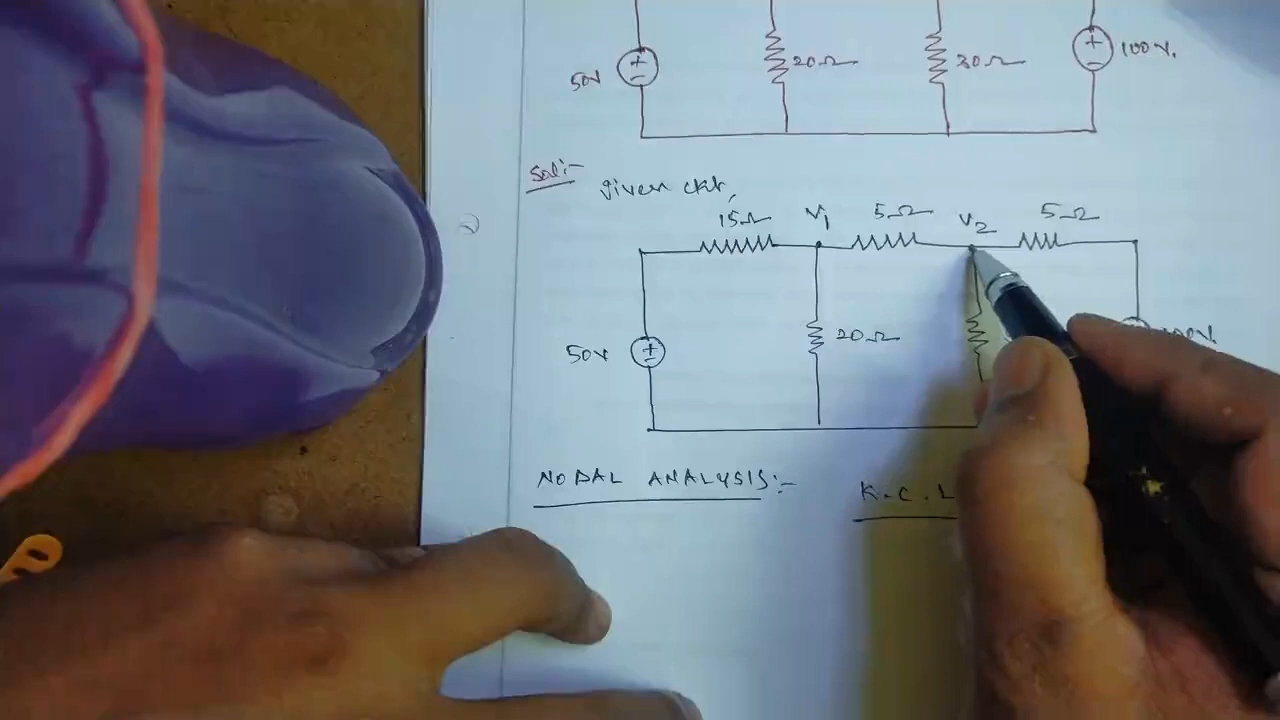 50V 20Ω 30Ω 100V.
Sol:-
given ckt,
15Ω V1 5Ω V2 5Ω
50V 20Ω
NODAL ANALYSIS:- K.C.L